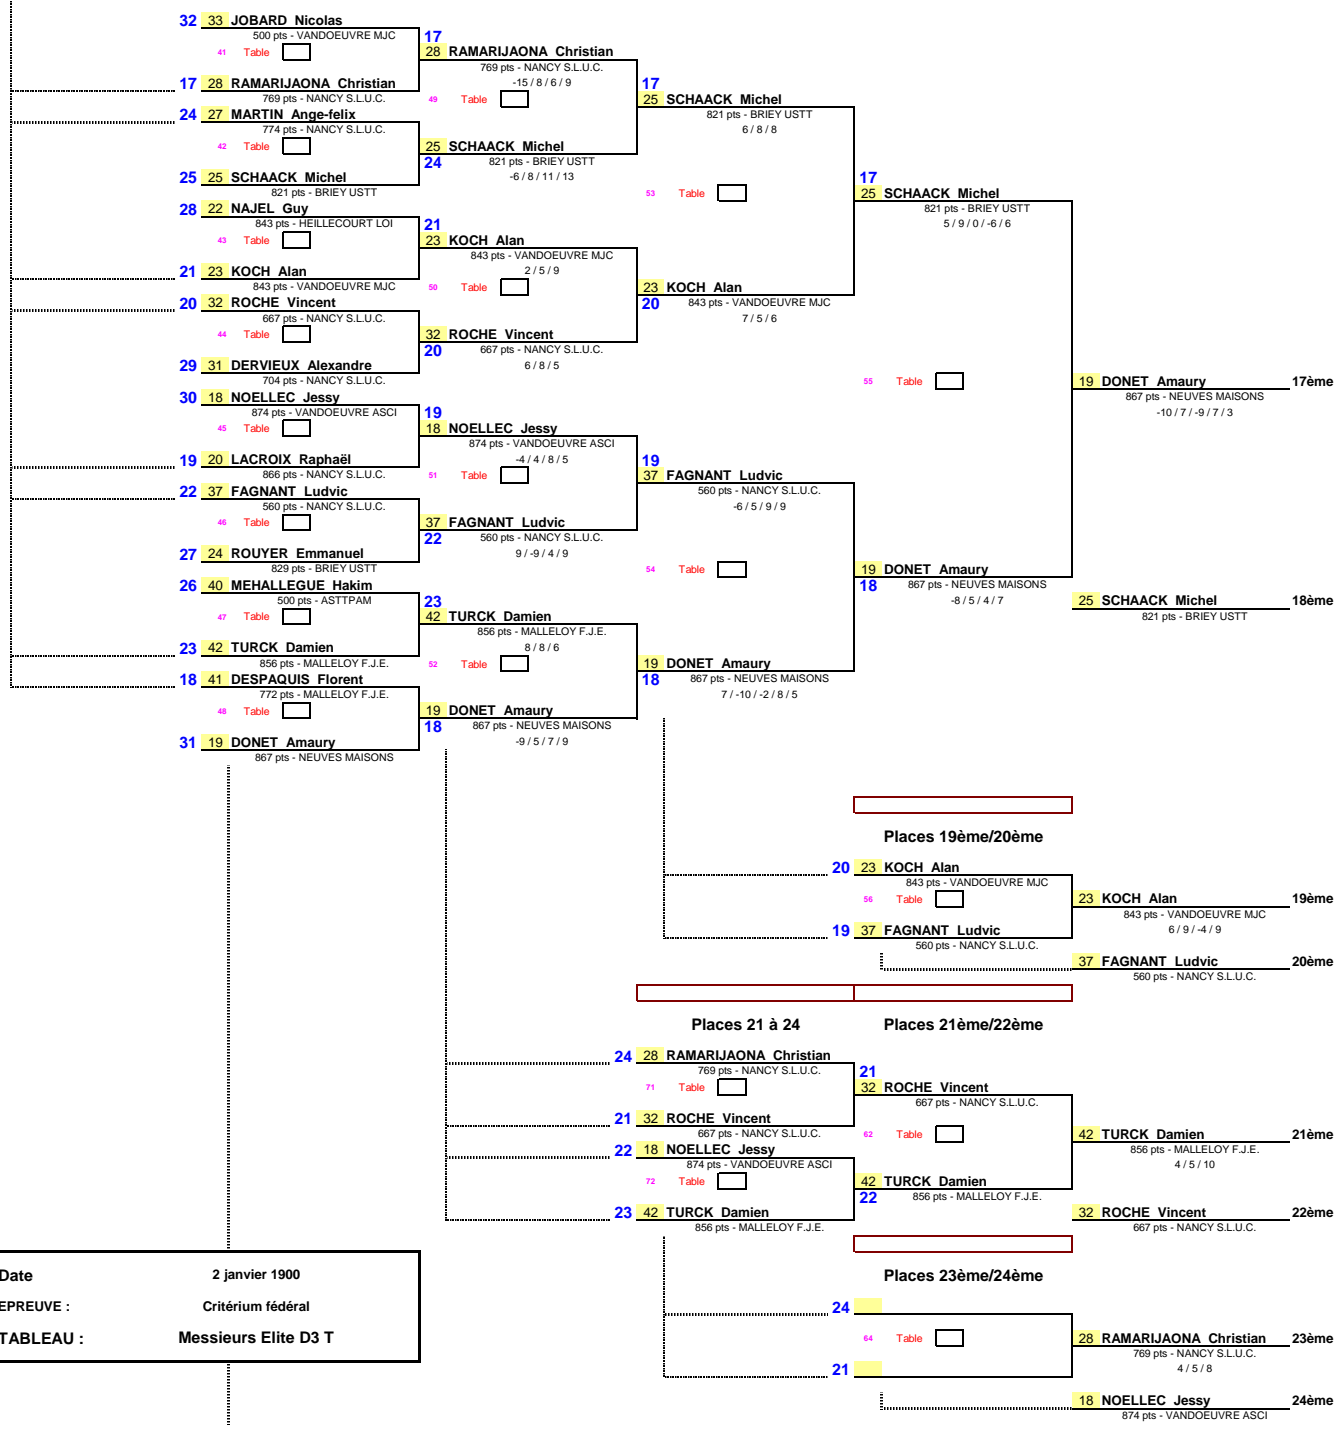 32 33 JOBARD Nicolas
500 pts - VANDOEUVRE MJC
41 Table
17 28 RAMARIJAONA Christian
769 pts - NANCY S.L.U.C.
24 27 MARTIN Ange-felix
774 pts - NANCY S.L.U.C.
42 Table
25 25 SCHAACK Michel
821 pts - BRIEY USTT
28 22 NAJEL Guy
843 pts - HEILLECOURT LOI
43 Table
21 23 KOCH Alan
843 pts - VANDOEUVRE MJC
20 32 ROCHE Vincent
667 pts - NANCY S.L.U.C.
44 Table
29 31 DERVIEUX Alexandre
704 pts - NANCY S.L.U.C.
30 18 NOELLEC Jessy
874 pts - VANDOEUVRE ASCI
45 Table
19 20 LACROIX Raphaël
866 pts - NANCY S.L.U.C.
22 37 FAGNANT Ludvic
560 pts - NANCY S.L.U.C.
46 Table
27 24 ROUYER Emmanuel
829 pts - BRIEY USTT
26 40 MEHALLEGUE Hakim
500 pts - ASTTPAM
47 Table
23 42 TURCK Damien
856 pts - MALLELOY F.J.E.
18 41 DESPAQUIS Florent
772 pts - MALLELOY F.J.E.
48 Table
31 19 DONET Amaury
867 pts - NEUVES MAISONS
17
28 RAMARIJAONA Christian
769 pts - NANCY S.L.U.C.
-15 / 8 / 6 / 9
49 Table
25 SCHAACK Michel
24
821 pts - BRIEY USTT
-6 / 8 / 11 / 13
21
23 KOCH Alan
843 pts - VANDOEUVRE MJC
2 / 5 / 9
50 Table
32 ROCHE Vincent
20
667 pts - NANCY S.L.U.C.
6 / 8 / 5
19
18 NOELLEC Jessy
874 pts - VANDOEUVRE ASCI
-4 / 4 / 8 / 5
51 Table
37 FAGNANT Ludvic
22
560 pts - NANCY S.L.U.C.
9 / -9 / 4 / 9
23
42 TURCK Damien
856 pts - MALLELOY F.J.E.
8 / 8 / 6
52 Table
19 DONET Amaury
18
867 pts - NEUVES MAISONS
-9 / 5 / 7 / 9
17
25 SCHAACK Michel
821 pts - BRIEY USTT
6 / 8 / 8
53 Table
23 KOCH Alan
20
843 pts - VANDOEUVRE MJC
7 / 5 / 6
19
37 FAGNANT Ludvic
560 pts - NANCY S.L.U.C.
-6 / 5 / 9 / 9
54 Table
19 DONET Amaury
18
867 pts - NEUVES MAISONS
7 / -10 / -2 / 8 / 5
17
25 SCHAACK Michel
821 pts - BRIEY USTT
5 / 9 / 0 / -6 / 6
55 Table
19 DONET Amaury
18
867 pts - NEUVES MAISONS
-8 / 5 / 4 / 7
19 DONET Amaury 17ème
867 pts - NEUVES MAISONS
-10 / 7 / -9 / 7 / 3
25 SCHAACK Michel 18ème
821 pts - BRIEY USTT
Places 19ème/20ème
20 23 KOCH Alan
843 pts - VANDOEUVRE MJC
56 Table
19 37 FAGNANT Ludvic
560 pts - NANCY S.L.U.C.
23 KOCH Alan 19ème
843 pts - VANDOEUVRE MJC
6 / 9 / -4 / 9
37 FAGNANT Ludvic 20ème
560 pts - NANCY S.L.U.C.
Places 21 à 24
Places 21ème/22ème
24 28 RAMARIJAONA Christian
769 pts - NANCY S.L.U.C.
71 Table
21 32 ROCHE Vincent
667 pts - NANCY S.L.U.C.
22 18 NOELLEC Jessy
874 pts - VANDOEUVRE ASCI
72 Table
23 42 TURCK Damien
856 pts - MALLELOY F.J.E.
21
32 ROCHE Vincent
667 pts - NANCY S.L.U.C.
62 Table
42 TURCK Damien
22
856 pts - MALLELOY F.J.E.
42 TURCK Damien 21ème
856 pts - MALLELOY F.J.E.
4 / 5 / 10
32 ROCHE Vincent 22ème
667 pts - NANCY S.L.U.C.
Places 23ème/24ème
24
64 Table
21
28 RAMARIJAONA Christian 23ème
769 pts - NANCY S.L.U.C.
4 / 5 / 8
18 NOELLEC Jessy 24ème
874 pts - VANDOEUVRE ASCI
Date 2 janvier 1900
EPREUVE : Critérium fédéral
TABLEAU : Messieurs Elite D3 T